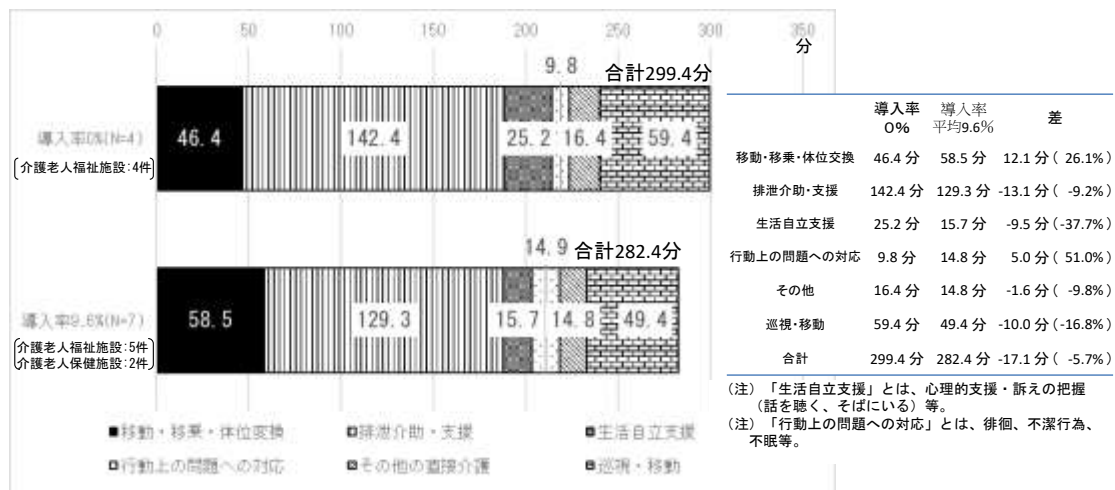 0 50 100 150 200 250 300 350
分
9.8 合計299.4分
導入率0%(N=4)
(介護老人福祉施設:4件)
46.4 142.4 25.2 16.4 59.4
14.9 合計282.4分
導入率9.6%(N=7)
(介護老人福祉施設:5件
介護老人保健施設:2件)
58.5 129.3 15.7 14.8 49.4
■移動・移乗・体位変換 ■排泄介助・支援 ■生活自立支援
■行動上の問題への対応 ■その他の直接介護 ■巡視・移動
導入率 0% 導入率 平均9.6% 差
移動・移乗・体位交換 46.4 分 58.5 分 12.1 分( 26.1%)
排泄介助・支援 142.4 分 129.3 分 -13.1 分( -9.2%)
生活自立支援 25.2 分 15.7 分 -9.5 分(-37.7%)
行動上の問題への対応 9.8 分 14.8 分 5.0 分( 51.0%)
その他 16.4 分 14.8 分 -1.6 分( -9.8%)
巡視・移動 59.4 分 49.4 分 -10.0 分(-16.8%)
合計 299.4 分 282.4 分 -17.1 分( -5.7%)
(注)「生活自立支援」とは、心理的支援・訴えの把握
(話を聴く、そばにいる)等。
(注)「行動上の問題への対応」とは、徘徊、不潔行為、
不眠等。